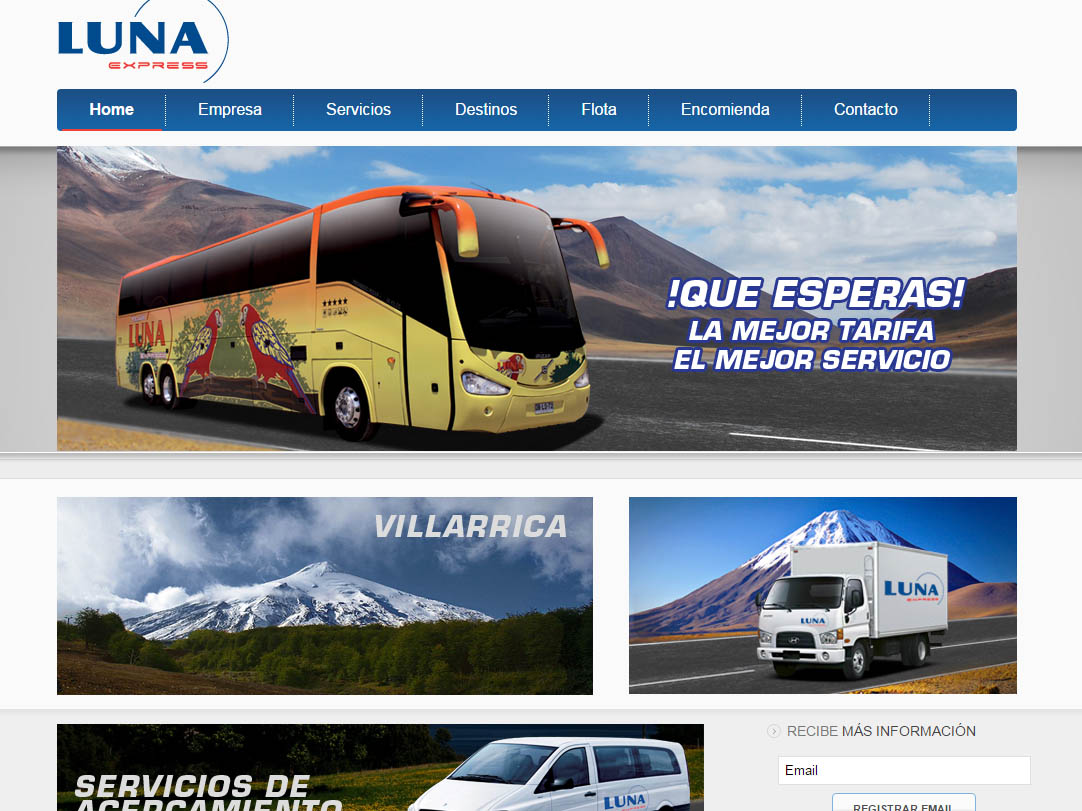 LUNA
EXPRESS
Home Empresa Servicios Destinos Flota Encomienda Contacto
!QUE ESPERAS!
LA MEJOR TARIFA
EL MEJOR SERVICIO
LUNA
VILLARRICA
LUNA
EXPRESS
LUNA
RECIBE MÁS INFORMACIÓN
Email
SERVICIOS DE
ACERCAMIENTO
LUNA
REGISTRAR EMAIL